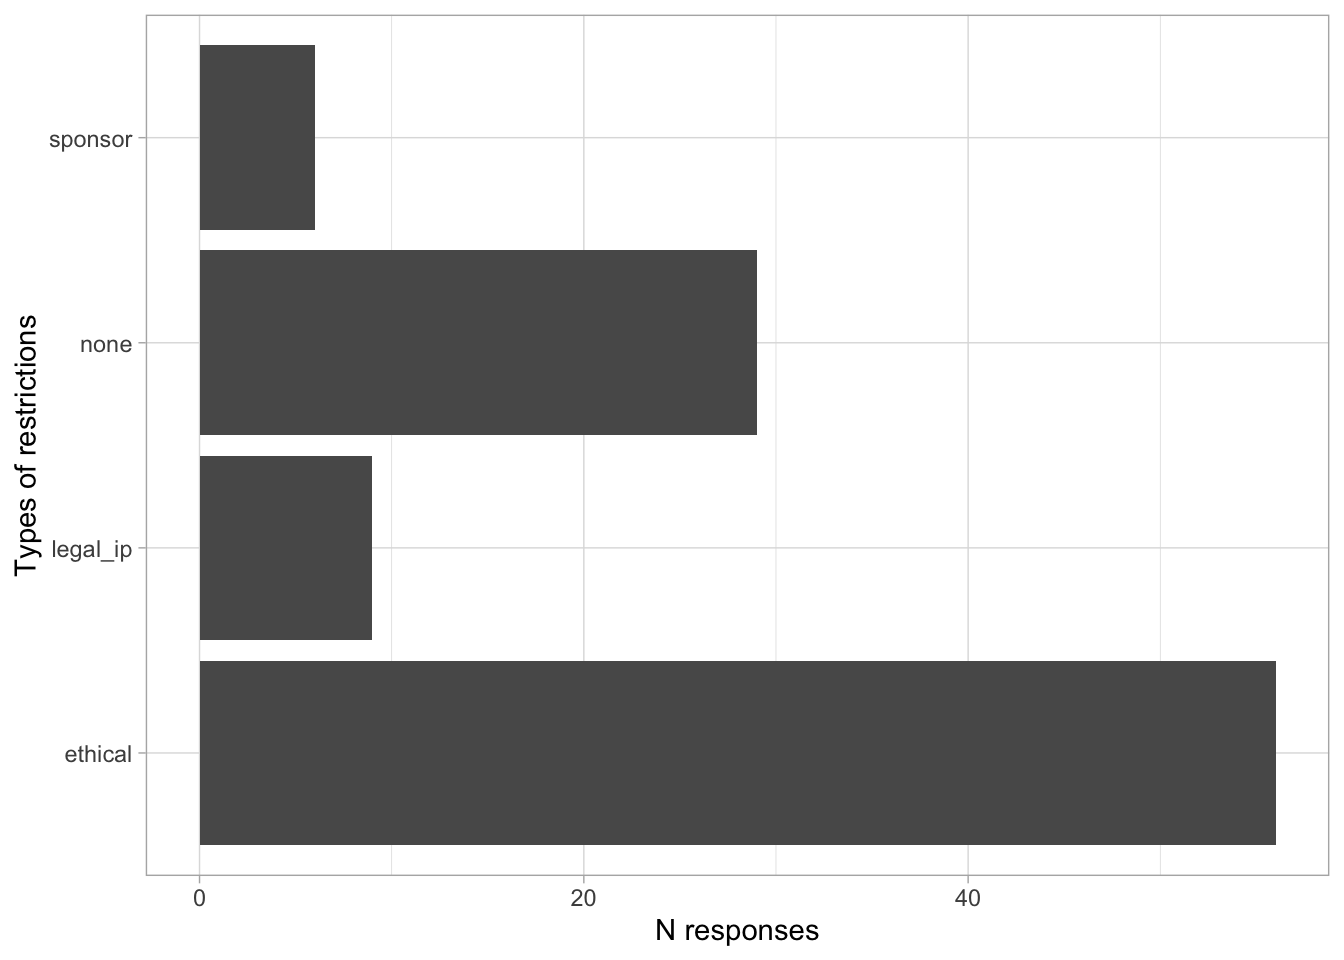 Types of restrictions
sponsor
none
legal_ip
ethical
0 20 40
N responses